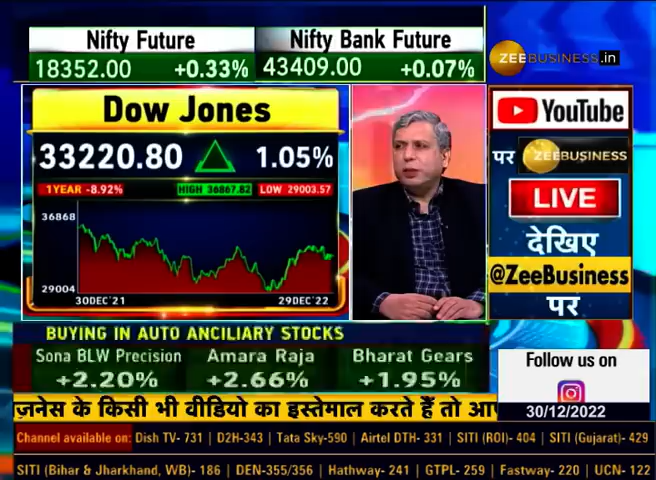 Nifty Future
18352.00 +0.33%
Nifty Bank Future
43409.00 +0.07%
ZEEBUSINESS.in
Dow Jones
33220.80 1.05%
1YEAR -8.92% HIGH 36867.82 LOW 29003.57
36868
29004
30DEC'21 29DEC'22
YouTube
पर ZEEBUSINESS
LIVE
देखिए
@ZeeBusiness
पर
BUYING IN AUTO ANCILIARY STOCKS
Sona BLW Precision Amara Raja Bharat Gears
+2.20% +2.66% +1.95%
Follow us on
30/12/2022
ज़नेस के किसी भी वीडियो का इस्तेमाल करते हैं तो आप
Channel available on: Dish TV- 731 | D2H-343 | Tata Sky-590 | Airtel DTH- 331 | SITI (ROI)- 404 | SITI (Gujarat)- 429
SITI (Bihar & Jharkhand, WB)- 186 | DEN-355/356 | Hathway- 241 | GTPL- 259 | Fastway- 220 | UCN- 122